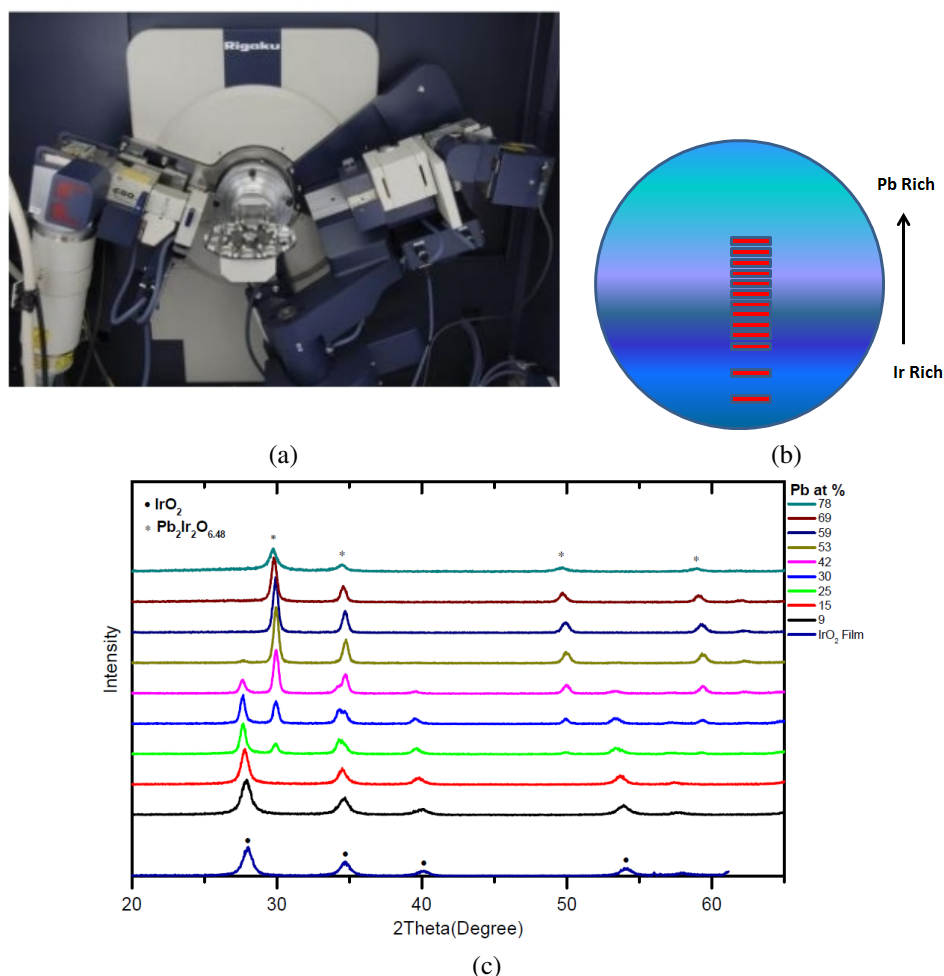 Rigaku
Pb Rich
Ir Rich
(a)
(b)
Pb at %
• IrO₂
* Pb₂Ir₂O₆.₄₈
78
69
59
53
42
30
25
15
9
IrO₂ Film
Intensity
20
30
40
50
60
2Theta(Degree)
(c)